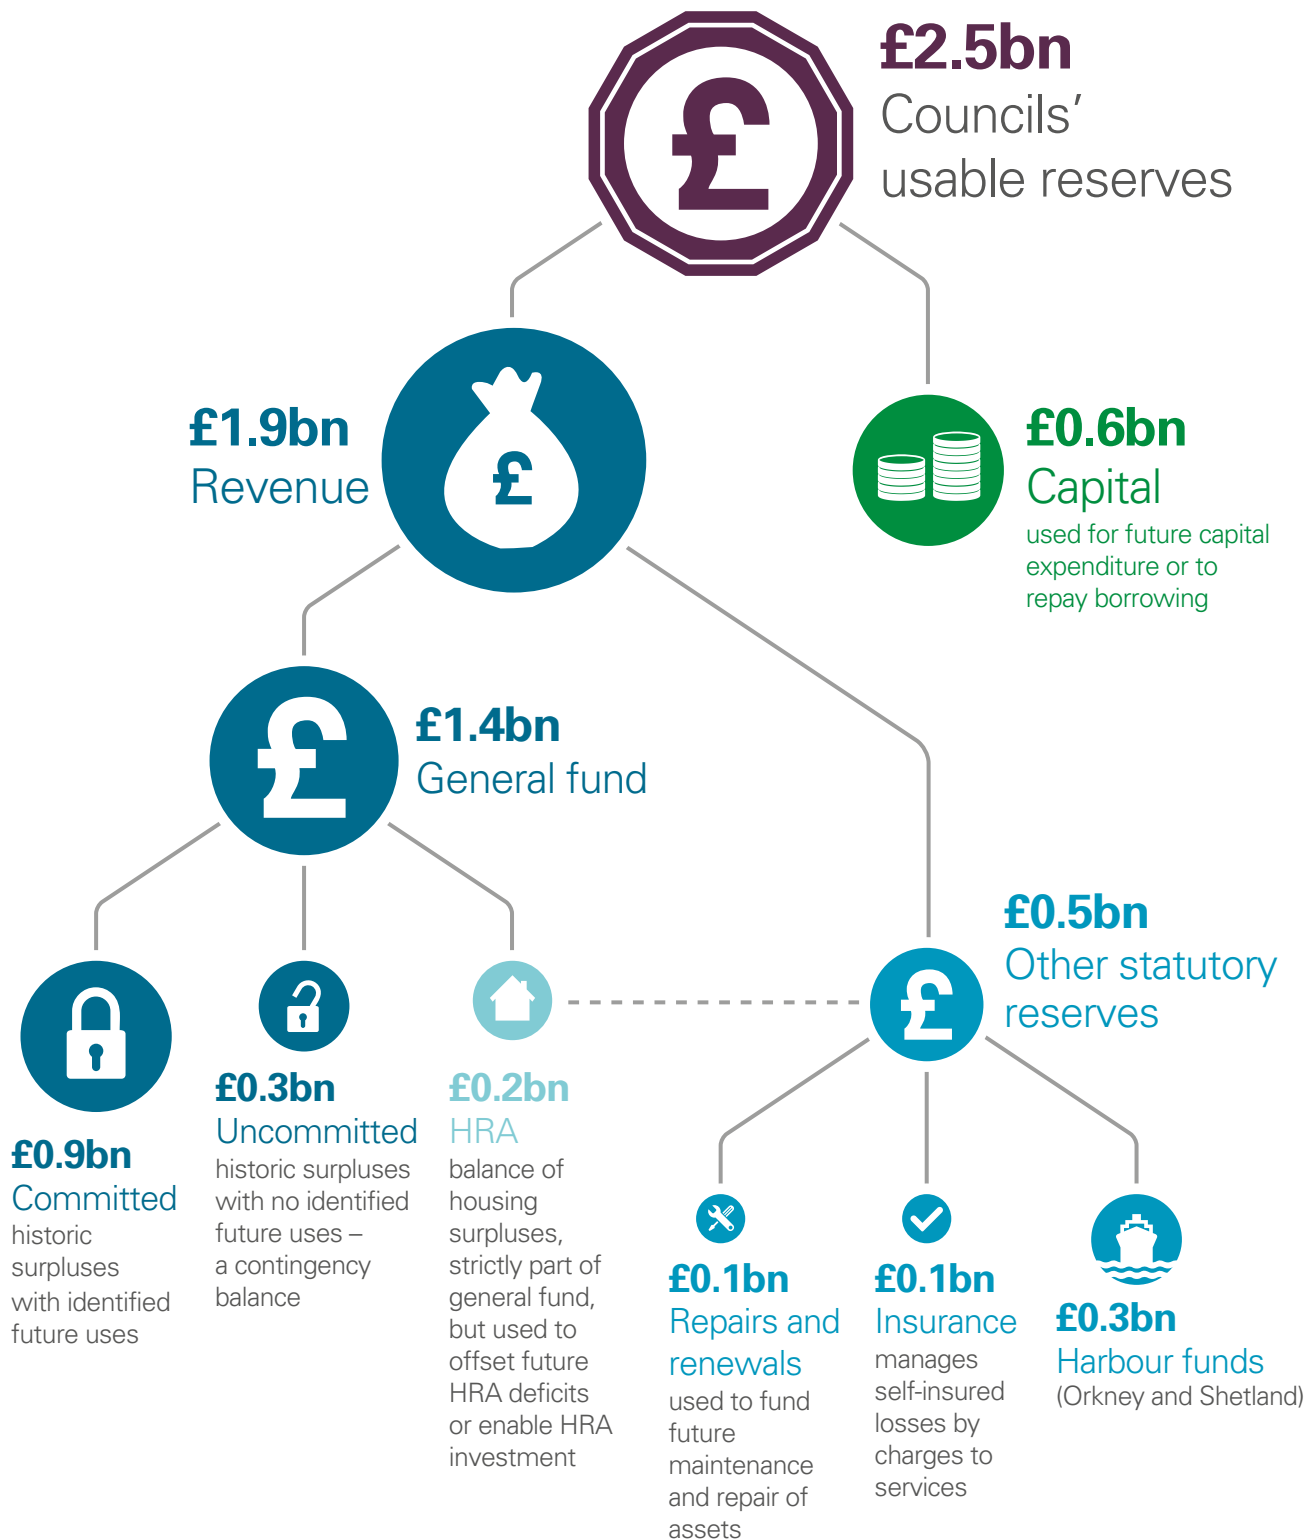 £2.5bn
Councils’
usable reserves
£
£1.9bn
Revenue
£
£0.6bn
Capital
used for future capital
expenditure or to
repay borrowing
£
£1.4bn
General fund
£0.5bn
Other statutory
reserves
£
£0.9bn
Committed
historic
surpluses
with identified
future uses
£0.3bn
Uncommitted
historic surpluses
with no identified
future uses –
a contingency
balance
£0.2bn
HRA
balance of
housing
surpluses,
strictly part of
general fund,
but used to
offset future
HRA deficits
or enable HRA
investment
£0.1bn
Repairs and
renewals
used to fund
future
maintenance
and repair of
assets
£0.1bn
Insurance
manages
self-insured
losses by
charges to
services
£0.3bn
Harbour funds
(Orkney and Shetland)
£